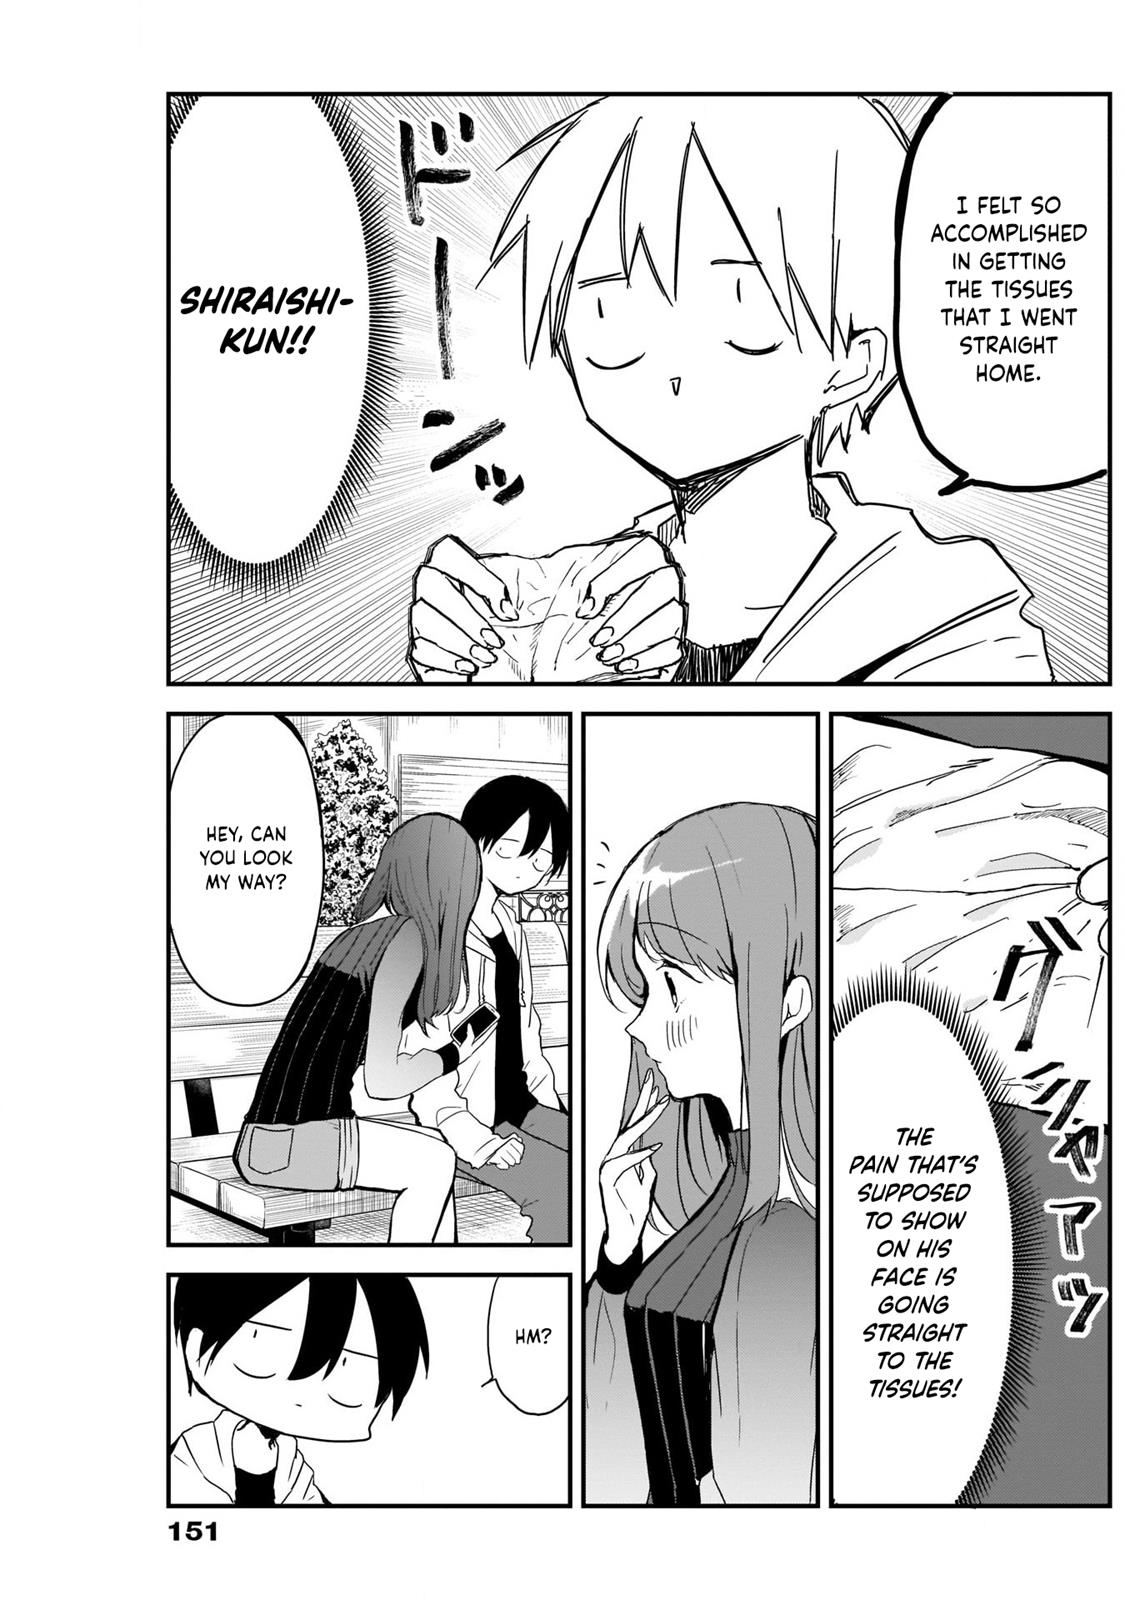 I FELT SO
ACCOMPLISHED
IN GETTING
THE TISSUES
THAT I WENT
STRAIGHT
HOME.
ドーンッ
SHIRAISHI-
KUN!!
グシャアッ
THE
PAIN THAT'S
SUPPOSED
TO SHOW
ON HIS
FACE IS
GOING
STRAIGHT
TO THE
TISSUES!
HEY, CAN
YOU LOOK
MY WAY?
HM?
151